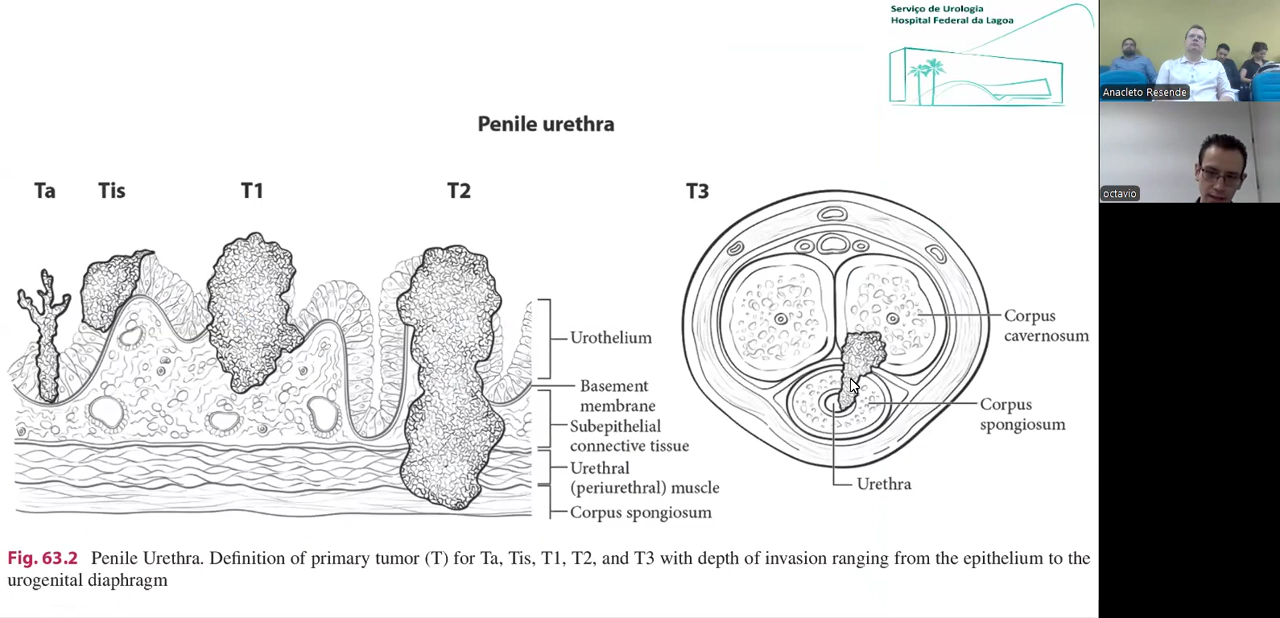 Serviço de Urologia
Hospital Federal da Lagoa
Anacleto Resende
octavio
Penile urethra
Ta
Tis
T1
T2
T3
Urothelium
Basement
membrane
Subepithelial
connective tissue
Urethral
(periurethral) muscle
Corpus spongiosum
Corpus
cavernosum
Corpus
spongiosum
Urethra
Fig. 63.2 Penile Urethra. Definition of primary tumor (T) for Ta, Tis, T1, T2, and T3 with depth of invasion ranging from the epithelium to the
urogenital diaphragm